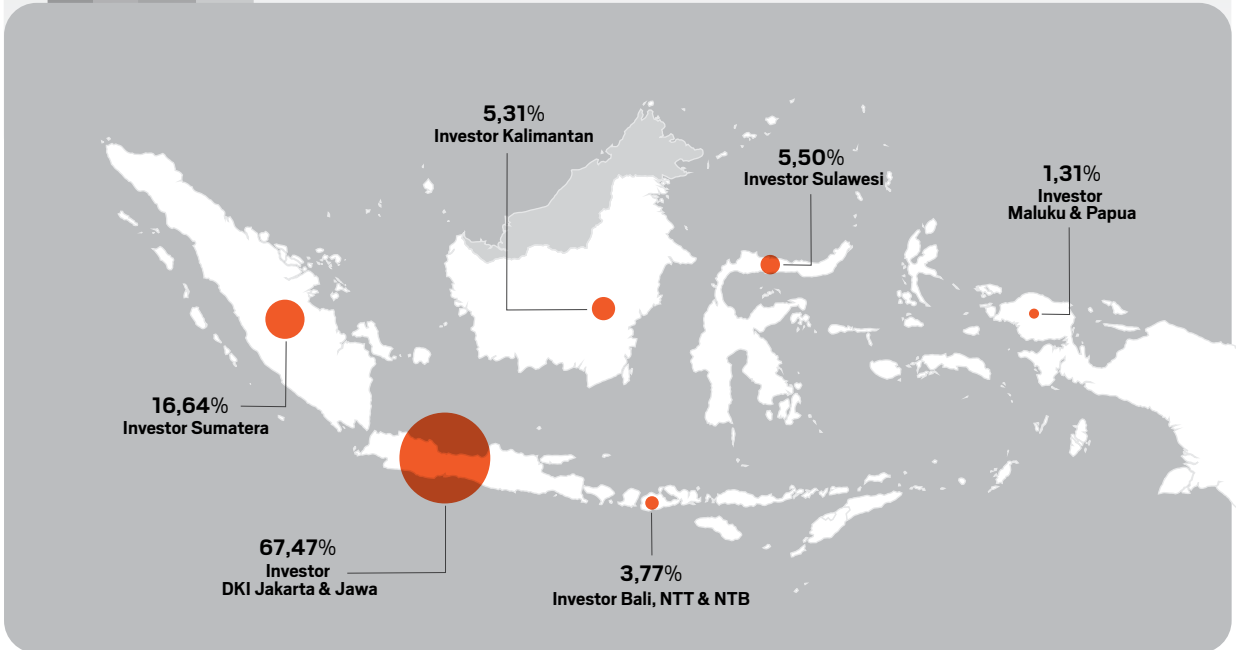 5,31%
Investor Kalimantan
5,50%
Investor Sulawesi
1,31%
Investor
Maluku & Papua
16,64%
Investor Sumatera
67,47%
Investor
DKI Jakarta & Jawa
3,77%
Investor Bali, NTT & NTB